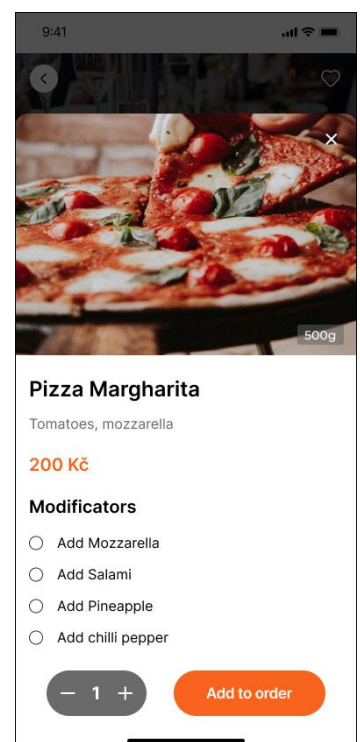 9:41
500g
Pizza Margharita
Tomatoes, mozzarella
200 Kč
Modificators
Add Mozzarella
Add Salami
Add Pineapple
Add chilli pepper
— 1 +
Add to order